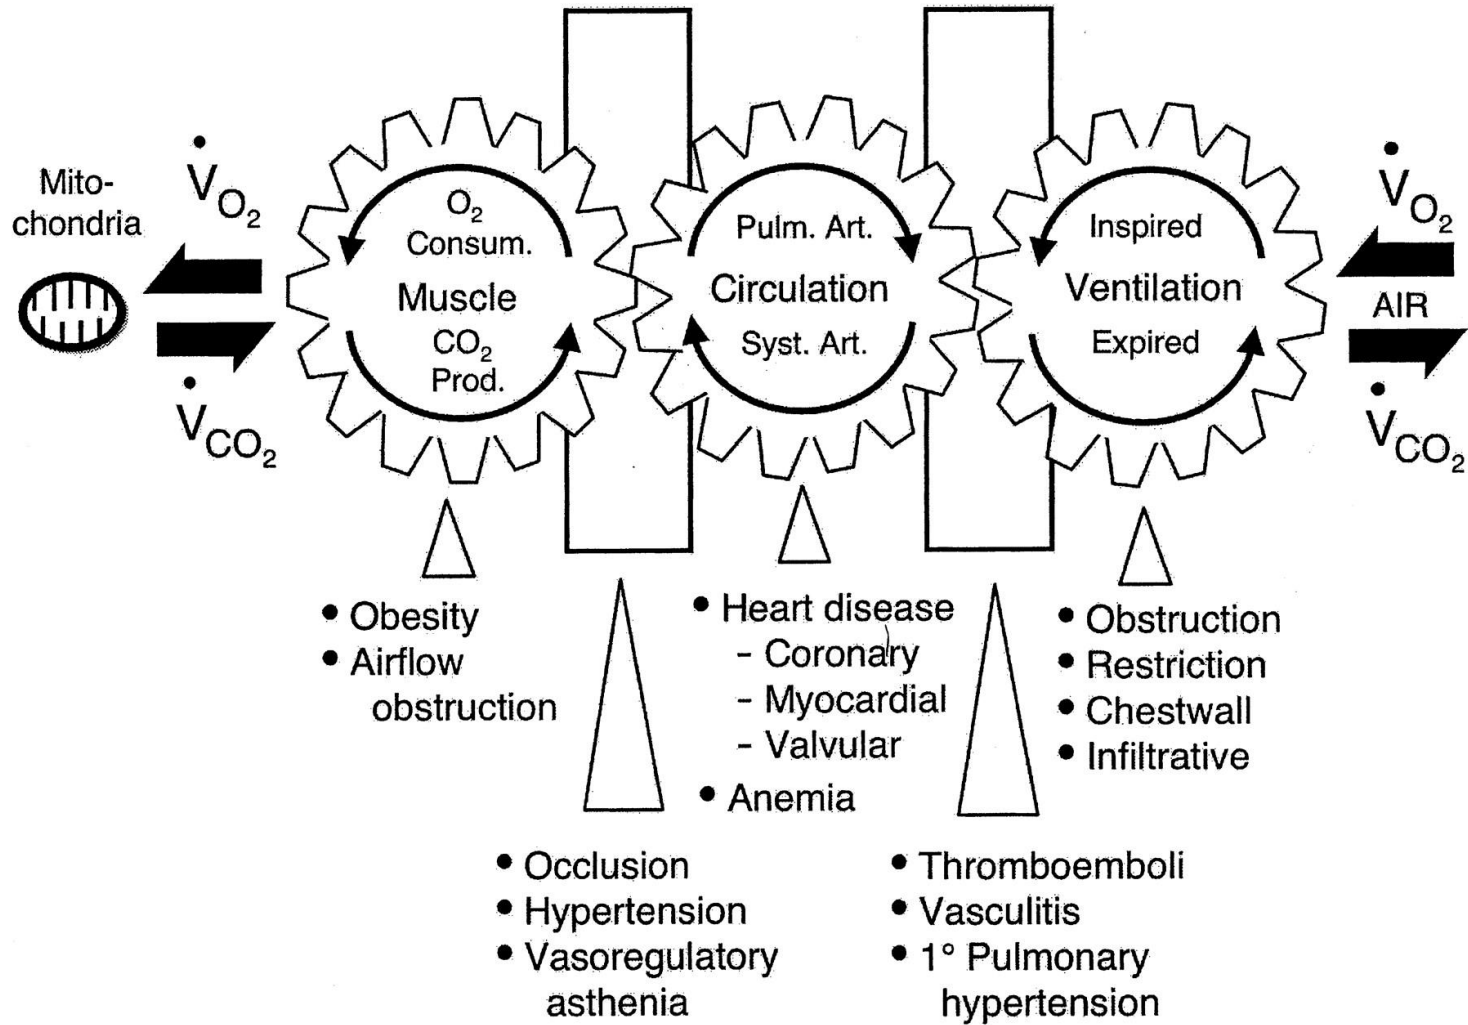 Mito-
chondria
V̇O₂
V̇CO₂
O₂
Consum.
Muscle
CO₂
Prod.
Pulm. Art.
Circulation
Syst. Art.
Inspired
Ventilation
Expired
V̇O₂
AIR
V̇CO₂
• Obesity
• Airflow
obstruction
• Occlusion
• Hypertension
• Vasoregulatory
asthenia
• Heart disease
– Coronary
– Myocardial
– Valvular
• Anemia
• Thromboemboli
• Vasculitis
• 1° Pulmonary
hypertension
• Obstruction
• Restriction
• Chestwall
• Infiltrative